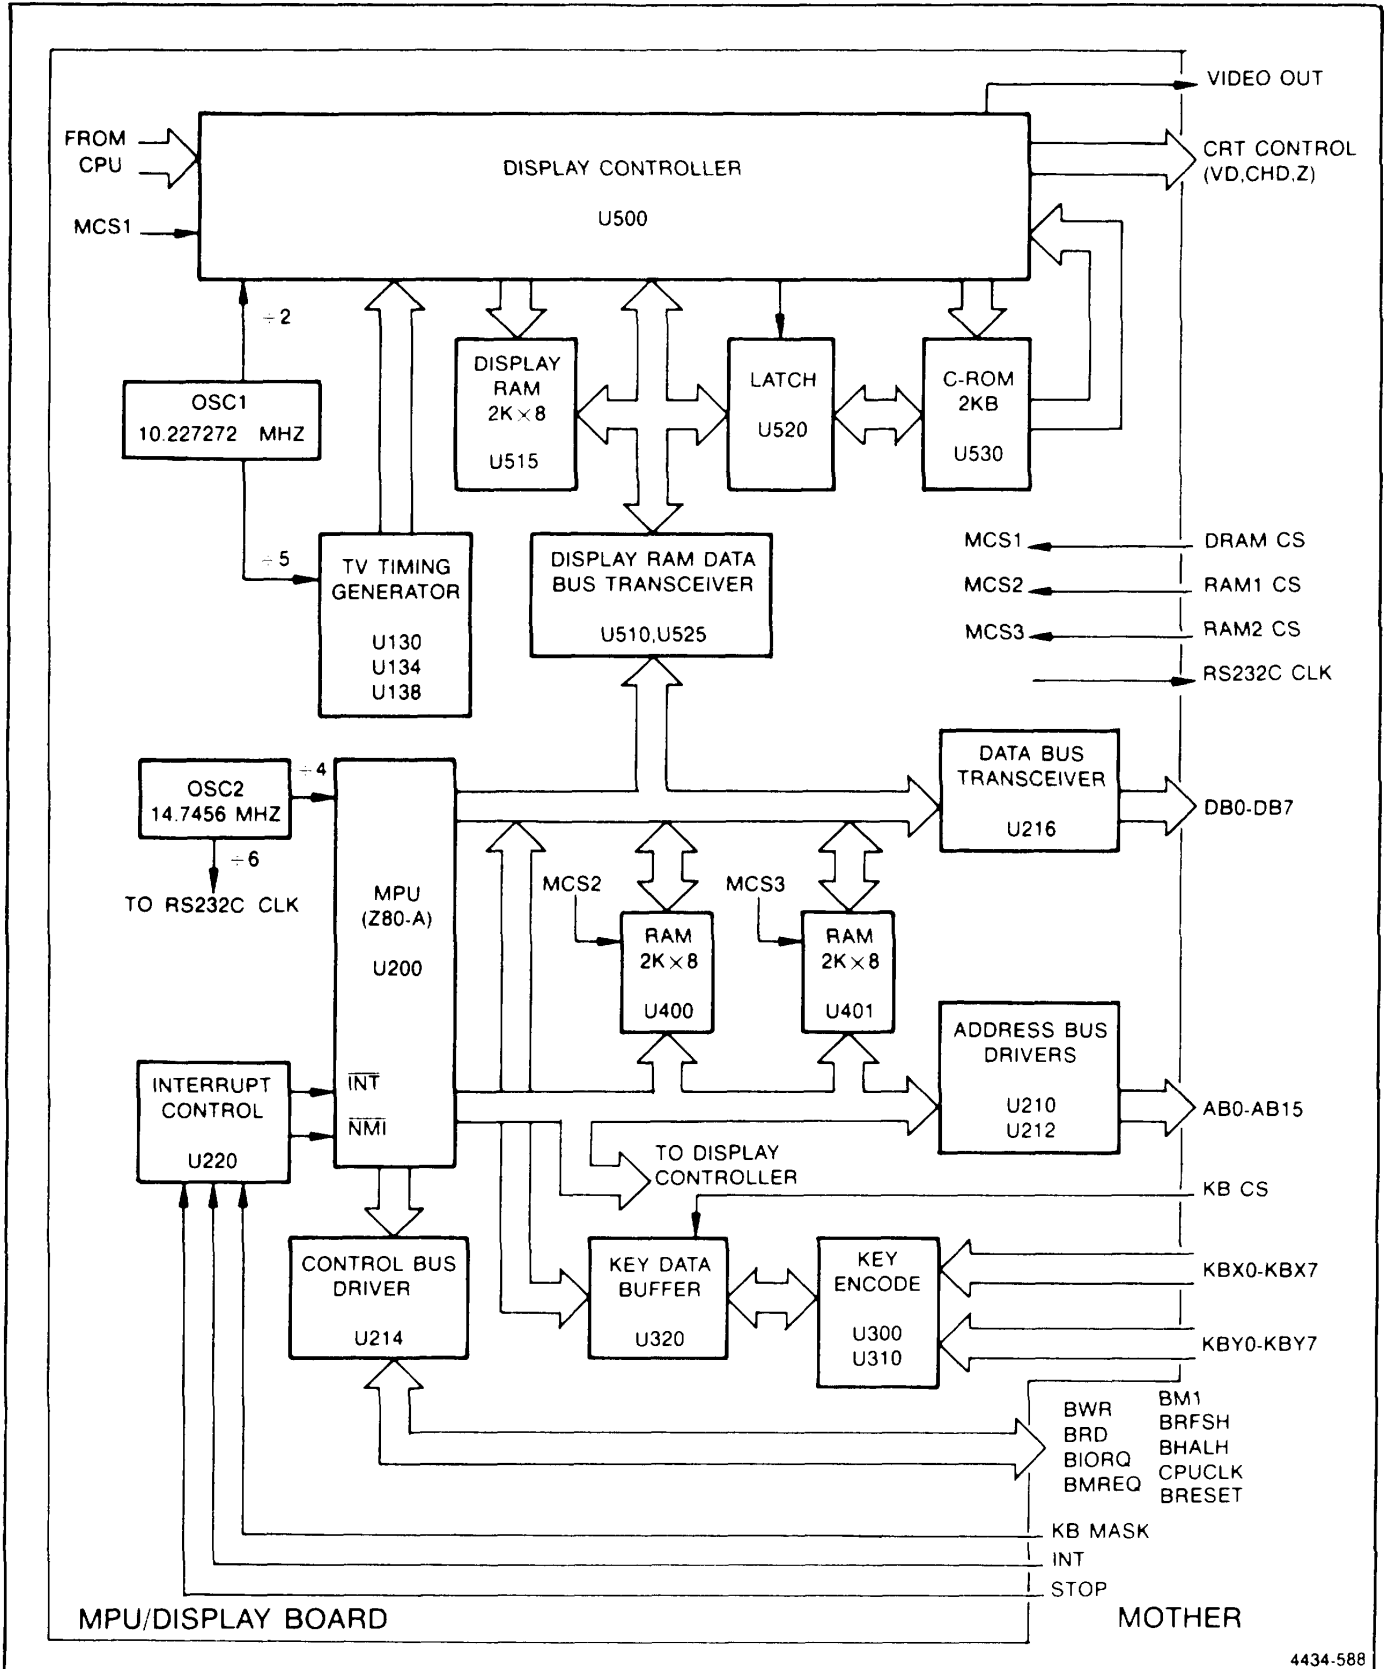 VIDEO OUT
FROM
CPU
MCS1
DISPLAY CONTROLLER
U500
CRT CONTROL
(VD,CHD,Z)
÷2
OSC1
10.227272 MHZ
÷5
DISPLAY
RAM
2K×8
U515
LATCH
U520
C-ROM
2KB
U530
TV TIMING
GENERATOR
U130
U134
U138
DISPLAY RAM DATA
BUS TRANSCEIVER
U510,U525
MCS1
DRAM CS
MCS2
RAM1 CS
MCS3
RAM2 CS
RS232C CLK
OSC2
14.7456 MHZ
÷4
÷6
TO RS232C CLK
MPU
(Z80-A)
U200
INT
NMI
DATA BUS
TRANSCEIVER
U216
DB0-DB7
MCS2
RAM
2K×8
U400
MCS3
RAM
2K×8
U401
ADDRESS BUS
DRIVERS
U210
U212
AB0-AB15
INTERRUPT
CONTROL
U220
TO DISPLAY
CONTROLLER
KB CS
CONTROL BUS
DRIVER
U214
KEY DATA
BUFFER
U320
KEY
ENCODE
U300
U310
KBX0-KBX7
KBY0-KBY7
BWR
BRD
BIORQ
BMREQ
BM1
BRFSH
BHALH
CPUCLK
BRESET
KB MASK
INT
STOP
MPU/DISPLAY BOARD
MOTHER
4434-588